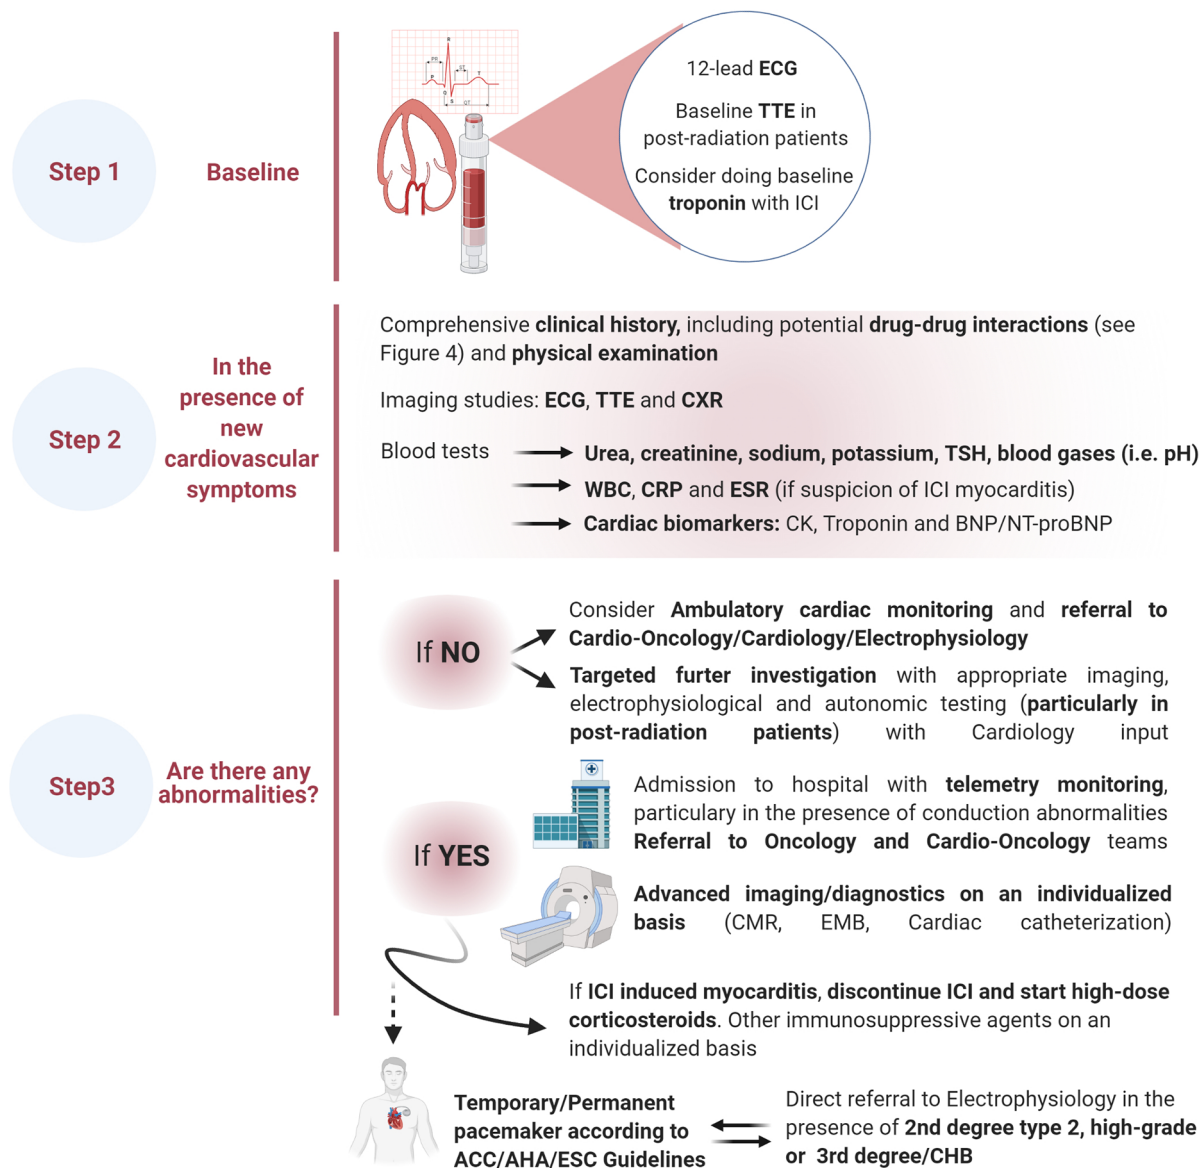 Step 1
Baseline
R
PR
ST
P
T
Q
S
QT
12-lead ECG
Baseline TTE in
post-radiation patients
Consider doing baseline
troponin with ICI
Step 2
In the
presence of
new
cardiovascular
symptoms
Comprehensive clinical history, including potential drug-drug interactions (see
Figure 4) and physical examination
Imaging studies: ECG, TTE and CXR
Blood tests
Urea, creatinine, sodium, potassium, TSH, blood gases (i.e. pH)
WBC, CRP and ESR (if suspicion of ICI myocarditis)
Cardiac biomarkers: CK, Troponin and BNP/NT-proBNP
Step3
Are there any
abnormalities?
If NO
Consider Ambulatory cardiac monitoring and referral to
Cardio-Oncology/Cardiology/Electrophysiology
Targeted furter investigation with appropriate imaging,
electrophysiological and autonomic testing (particularly in
post-radiation patients) with Cardiology input
If YES
Admission to hospital with telemetry monitoring,
particulary in the presence of conduction abnormalities
Referral to Oncology and Cardio-Oncology teams
Advanced imaging/diagnostics on an individualized
basis (CMR, EMB, Cardiac catheterization)
If ICI induced myocarditis, discontinue ICI and start high-dose
corticosteroids. Other immunosuppressive agents on an
individualized basis
Temporary/Permanent
pacemaker according to
ACC/AHA/ESC Guidelines
Direct referral to Electrophysiology in the
presence of 2nd degree type 2, high-grade
or 3rd degree/CHB